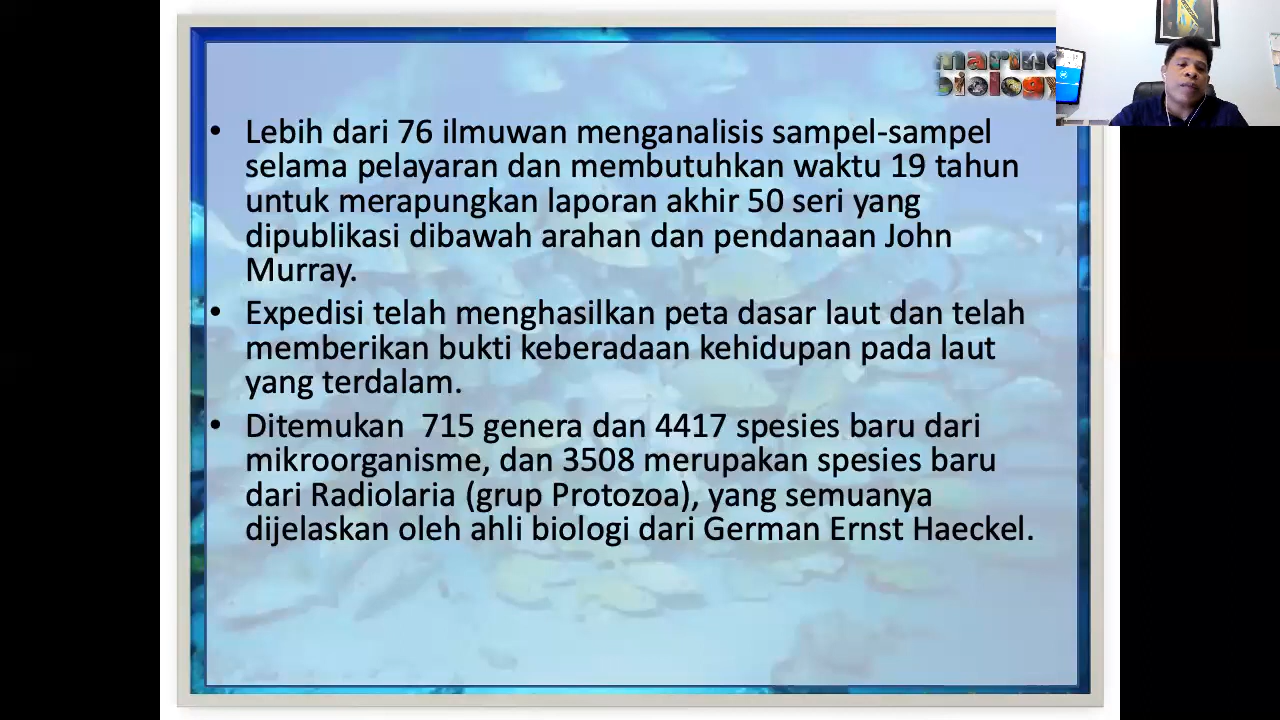 marine
biology
• Lebih dari 76 ilmuwan menganalisis sampel-sampel
selama pelayaran dan membutuhkan waktu 19 tahun
untuk merapungkan laporan akhir 50 seri yang
dipublikasi dibawah arahan dan pendanaan John
Murray.
• Expedisi telah menghasilkan peta dasar laut dan telah
memberikan bukti keberadaan kehidupan pada laut
yang terdalam.
• Ditemukan  715 genera dan 4417 spesies baru dari
mikroorganisme, dan 3508 merupakan spesies baru
dari Radiolaria (grup Protozoa), yang semuanya
dijelaskan oleh ahli biologi dari German Ernst Haeckel.